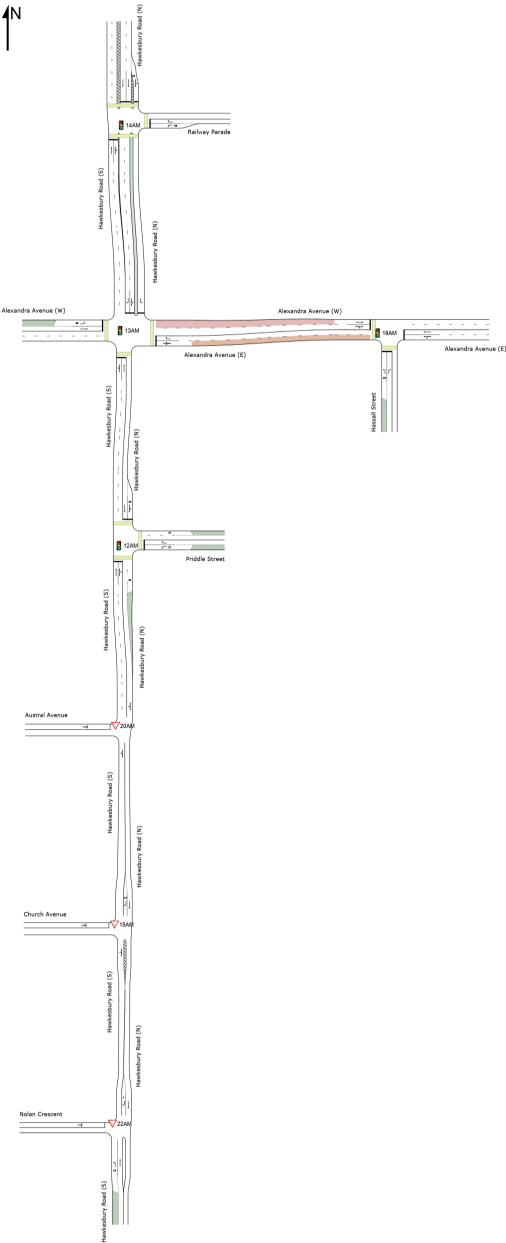 N
Hawkesbury Road (N)
14AM
Railway Parade
Hawkesbury Road (S)
Hawkesbury Road (N)
Alexandra Avenue (W)
Alexandra Avenue (W)
13AM
18AM
Alexandra Avenue (E)
Alexandra Avenue (E)
Hawkesbury Road (S)
Hassall Street
Hawkesbury Road (N)
12AM
Priddle Street
Hawkesbury Road (S)
Hawkesbury Road (N)
Austral Avenue
20AM
Hawkesbury Road (S)
Hawkesbury Road (N)
Church Avenue
Hawkesbury Road (S)
Hawkesbury Road (N)
Nolan Crescent
22AM
Hawkesbury Road (S)